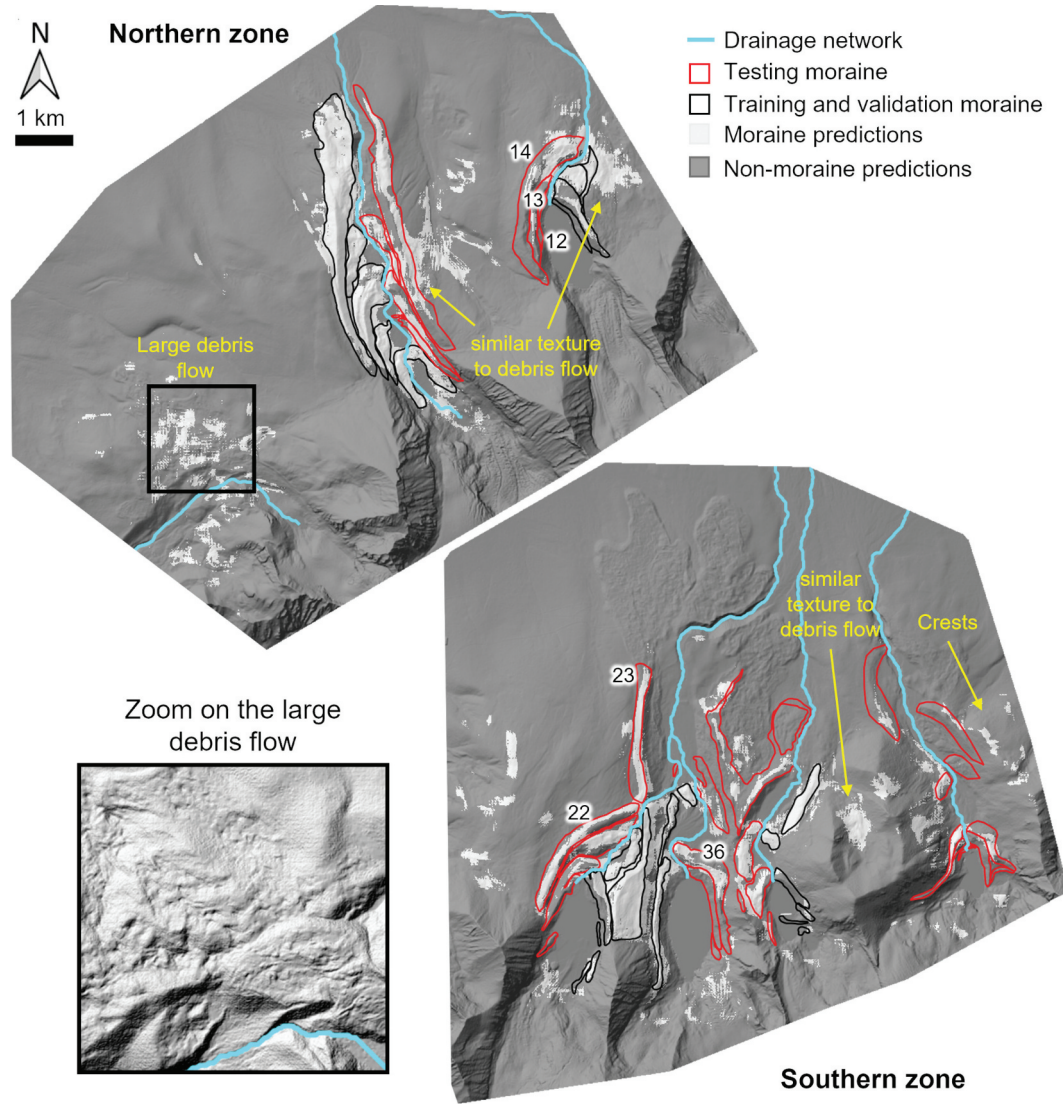 N
1 km
Northern zone
Drainage network
Testing moraine
Training and validation moraine
Moraine predictions
Non-moraine predictions
14
13
12
Large debris
flow
similar texture
to debris flow
similar
texture to
debris flow
Crests
23
22
36
Zoom on the large
debris flow
Southern zone